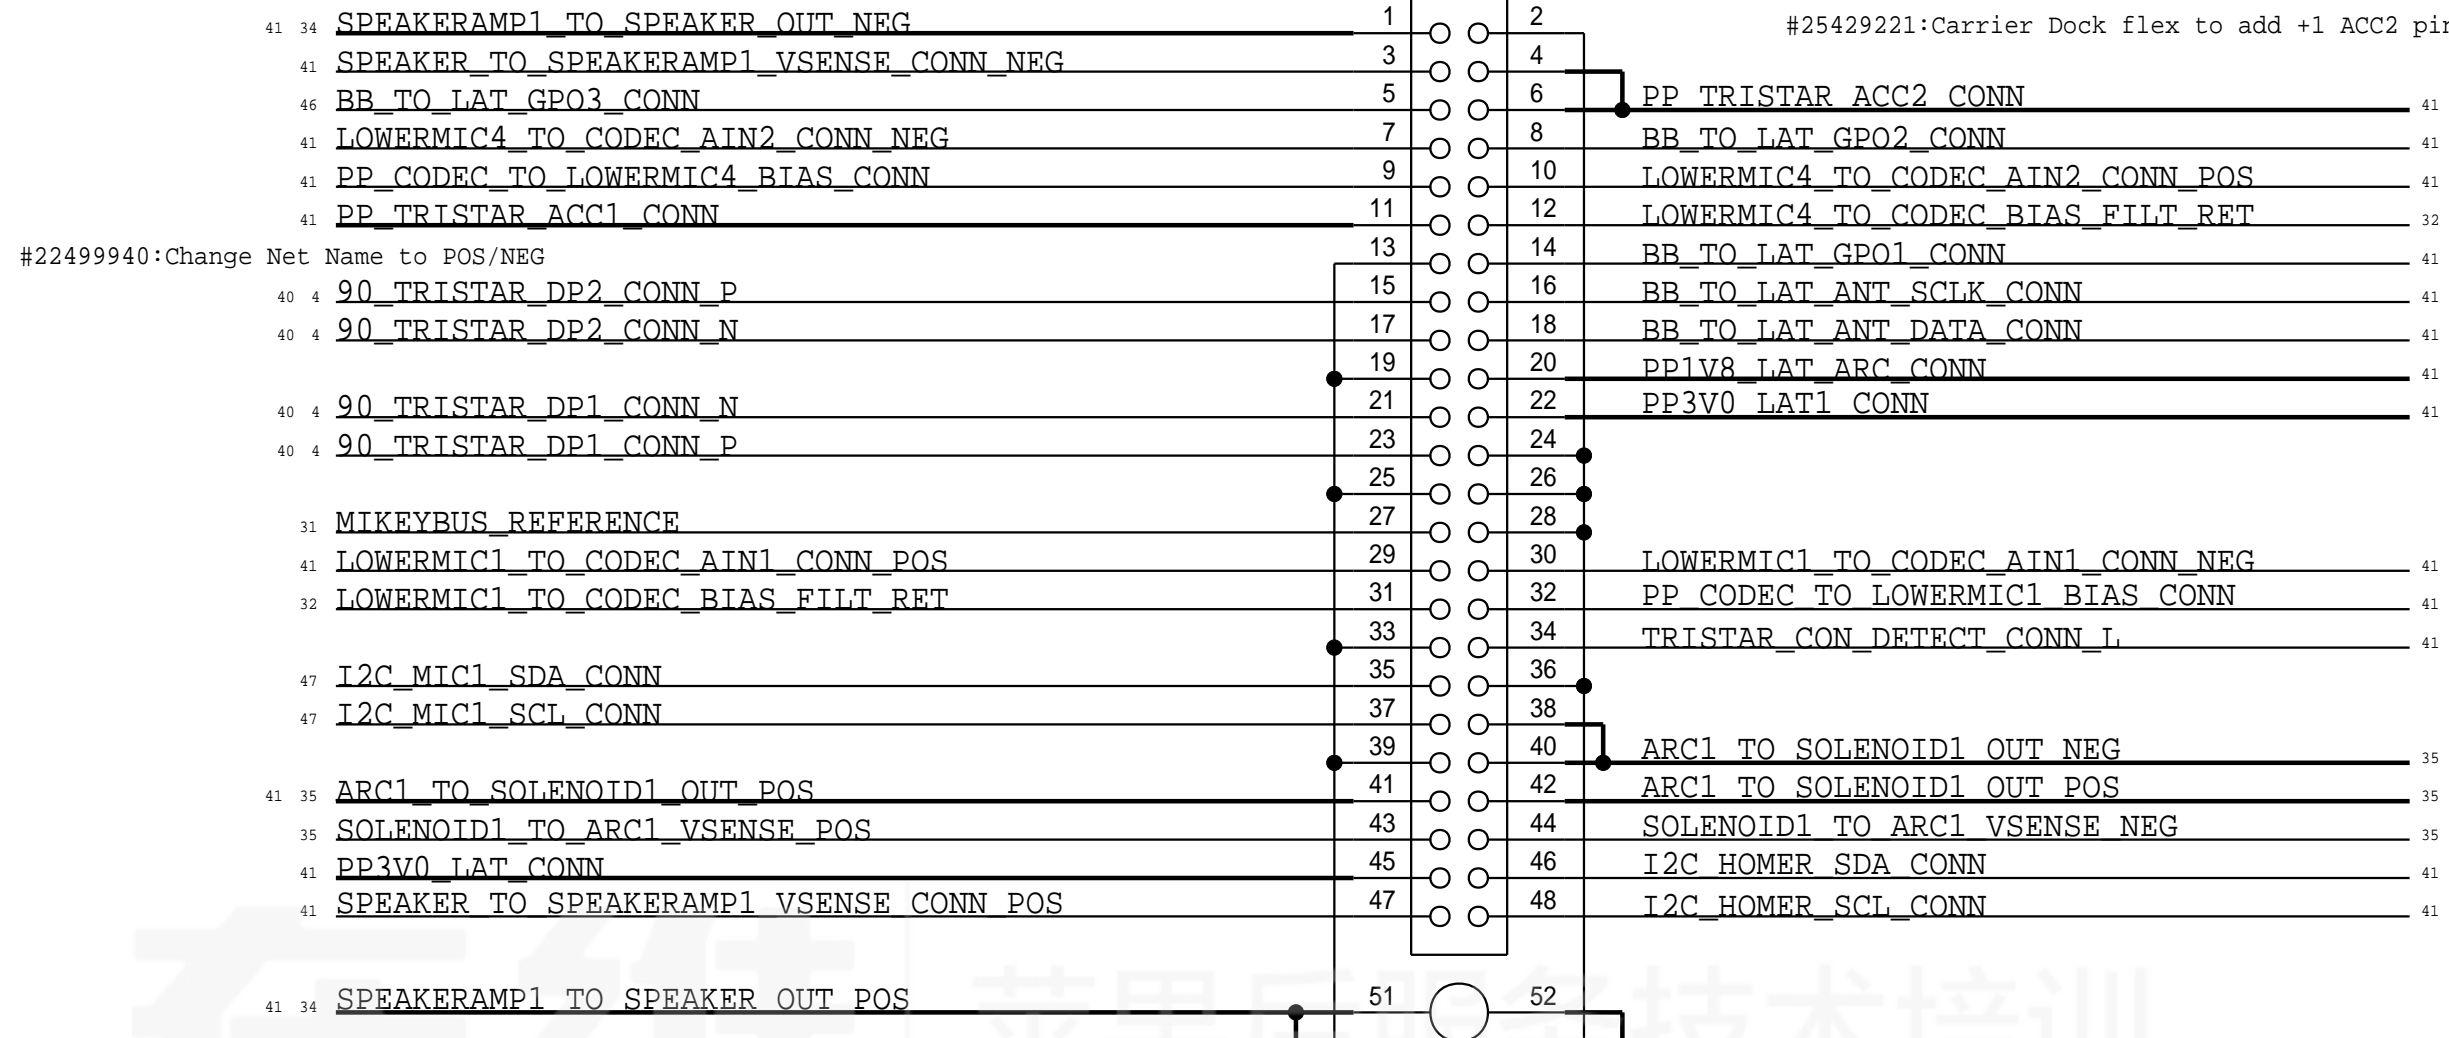 41 34 SPEAKERAMP1_TO_SPEAKER_OUT_NEG 1 2 #25429221:Carrier Dock flex to add +1 ACC2 pin
41 SPEAKER_TO_SPEAKERAMP1_VSENSE_CONN_NEG 3 4
46 BB_TO_LAT_GPO3_CONN 5 6 PP_TRISTAR_ACC2_CONN 41
41 LOWERMIC4_TO_CODEC_AIN2_CONN_NEG 7 8 BB_TO_LAT_GPO2_CONN 41
41 PP_CODEC_TO_LOWERMIC4_BIAS_CONN 9 10 LOWERMIC4_TO_CODEC_AIN2_CONN_POS 41
41 PP_TRISTAR_ACC1_CONN 11 12 LOWERMIC4_TO_CODEC_BIAS_FILT_RET 32
#22499940:Change Net Name to POS/NEG 13 14 BB_TO_LAT_GPO1_CONN 41
40 4 90_TRISTAR_DP2_CONN_P 15 16 BB_TO_LAT_ANT_SCLK_CONN 41
40 4 90_TRISTAR_DP2_CONN_N 17 18 BB_TO_LAT_ANT_DATA_CONN 41
19 20 PP1V8_LAT_ARC_CONN 41
40 4 90_TRISTAR_DP1_CONN_N 21 22 PP3V0_LAT1_CONN 41
40 4 90_TRISTAR_DP1_CONN_P 23 24
25 26
31 MIKEYBUS_REFERENCE 27 28
41 LOWERMIC1_TO_CODEC_AIN1_CONN_POS 29 30 LOWERMIC1_TO_CODEC_AIN1_CONN_NEG 41
32 LOWERMIC1_TO_CODEC_BIAS_FILT_RET 31 32 PP_CODEC_TO_LOWERMIC1_BIAS_CONN 41
33 34 TRISTAR_CON_DETECT_CONN_L 41
47 I2C_MIC1_SDA_CONN 35 36
47 I2C_MIC1_SCL_CONN 37 38
39 40 ARC1_TO_SOLENOID1_OUT_NEG 35
41 35 ARC1_TO_SOLENOID1_OUT_POS 41 42 ARC1_TO_SOLENOID1_OUT_POS 35
35 SOLENOID1_TO_ARC1_VSENSE_POS 43 44 SOLENOID1_TO_ARC1_VSENSE_NEG 35
41 PP3V0_LAT_CONN 45 46 I2C_HOMER_SDA_CONN 41
41 SPEAKER_TO_SPEAKERAMP1_VSENSE_CONN_POS 47 48 I2C_HOMER_SCL_CONN 41
41 34 SPEAKERAMP1_TO_SPEAKER_OUT_POS 51 52